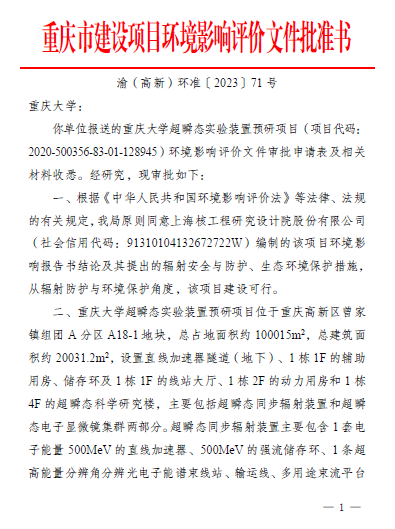 重庆市建设项目环境影响评价文件批准书
渝（高新）环准〔2023〕71号
重庆大学：
你单位报送的重庆大学超瞬态实验装置预研项目（项目代码：
2020-500356-83-01-128945）环境影响评价文件审批申请表及相关
材料收悉。经研究，现审批如下：
一、根据《中华人民共和国环境影响评价法》等法律、法规
的有关规定，我局原则同意上海核工程研究设计院股份有限公司
（社会信用代码：91310104132672722W）编制的该项目环境影
响报告书结论及其提出的辐射安全与防护、生态环境保护措施，
从辐射防护与环境保护角度，该项目建设可行。
二、重庆大学超瞬态实验装置预研项目位于重庆高新区曾家
镇组团 A 分区 A18-1 地块，总占地面积约 100015m²，总建筑面
积约 20031.2m²，设置直线加速器隧道（地下）、1 栋 1F 的辅助
用房、储存环及 1 栋 1F 的线站大厅、1 栋 2F 的动力用房和 1 栋
4F 的超瞬态科学研究楼，主要包括超瞬态同步辐射装置和超瞬
态电子显微镜集群两部分。超瞬态同步辐射装置主要包含 1 套电
子能量 500MeV 的直线加速器、500MeV 的强流储存环、1 条超
高能量分辨角分辨光电子能谱束线站、输运线、多用途束流平台
— 1 —